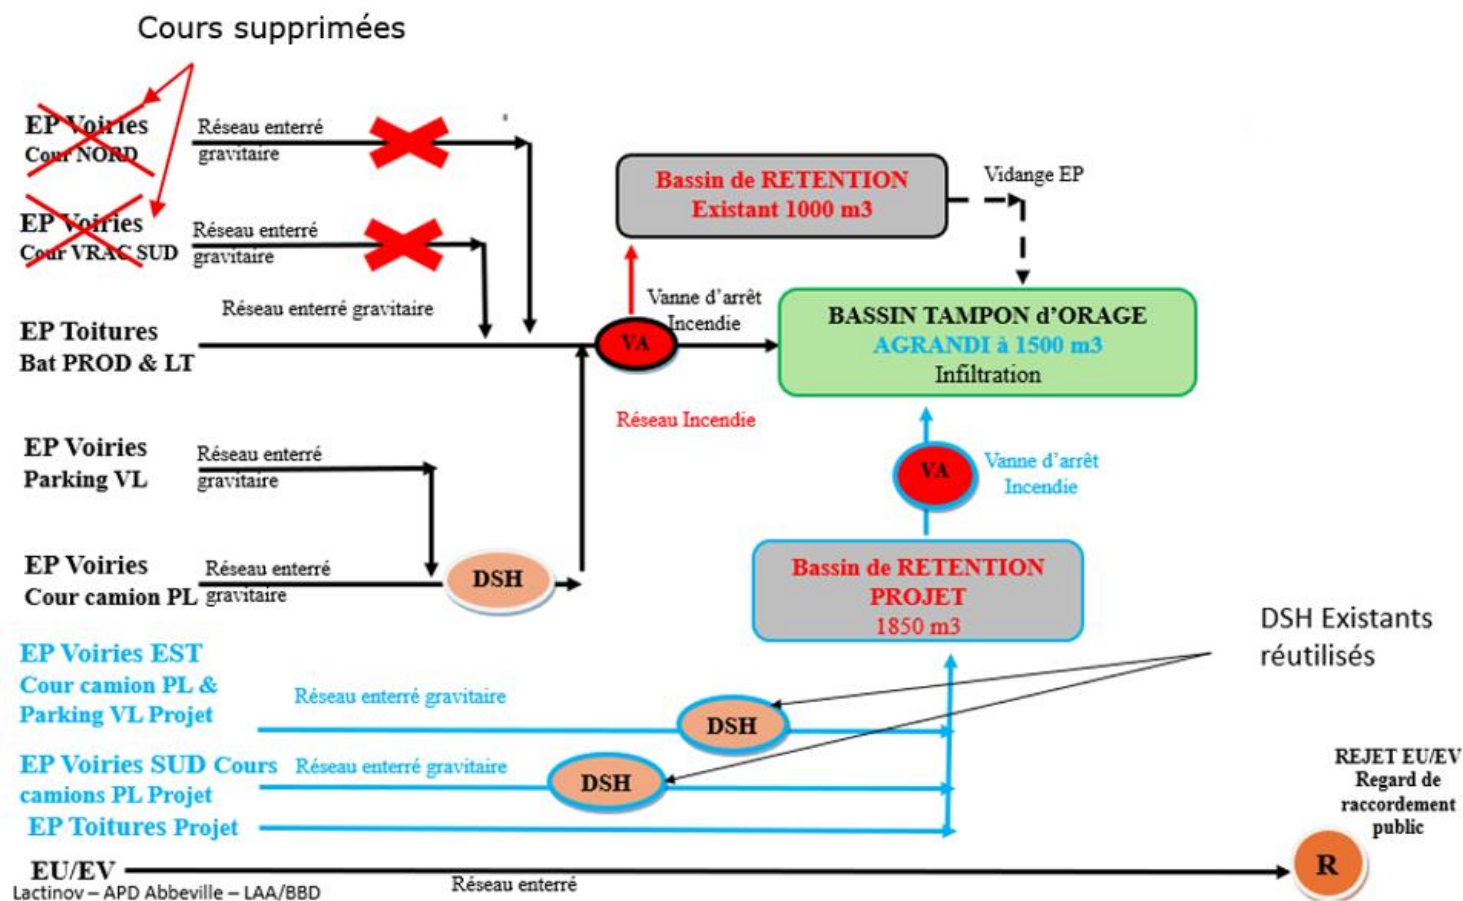 Cours supprimées
EP Voiries
Cour NORD
Réseau enterré
gravitaire
EP Voiries
Cour VRAC SUD
Réseau enterré
gravitaire
Bassin de RETENTION
Existant 1000 m3
Vidange EP
Réseau enterré gravitaire
EP Toitures
Bat PROD & LT
VA
Vanne d'arrêt
Incendie
BASSIN TAMPON d'ORAGE
AGRANDI à 1500 m3
Infiltration
Réseau Incendie
EP Voiries
Parking VL
Réseau enterré
gravitaire
VA
Vanne d'arrêt
Incendie
EP Voiries
Cour camion PL
Réseau enterré
gravitaire
DSH
Bassin de RETENTION
PROJET
1850 m3
DSH Existants
réutilisés
EP Voiries EST
Cour camion PL &
Parking VL Projet
Réseau enterré gravitaire
DSH
EP Voiries SUD Cours
camions PL Projet
Réseau enterré gravitaire
DSH
EP Toitures Projet
REJET EU/EV
Regard de
raccordement
public
R
EU/EV
Réseau enterré
Lactinov – APD Abbeville – LAA/BBD